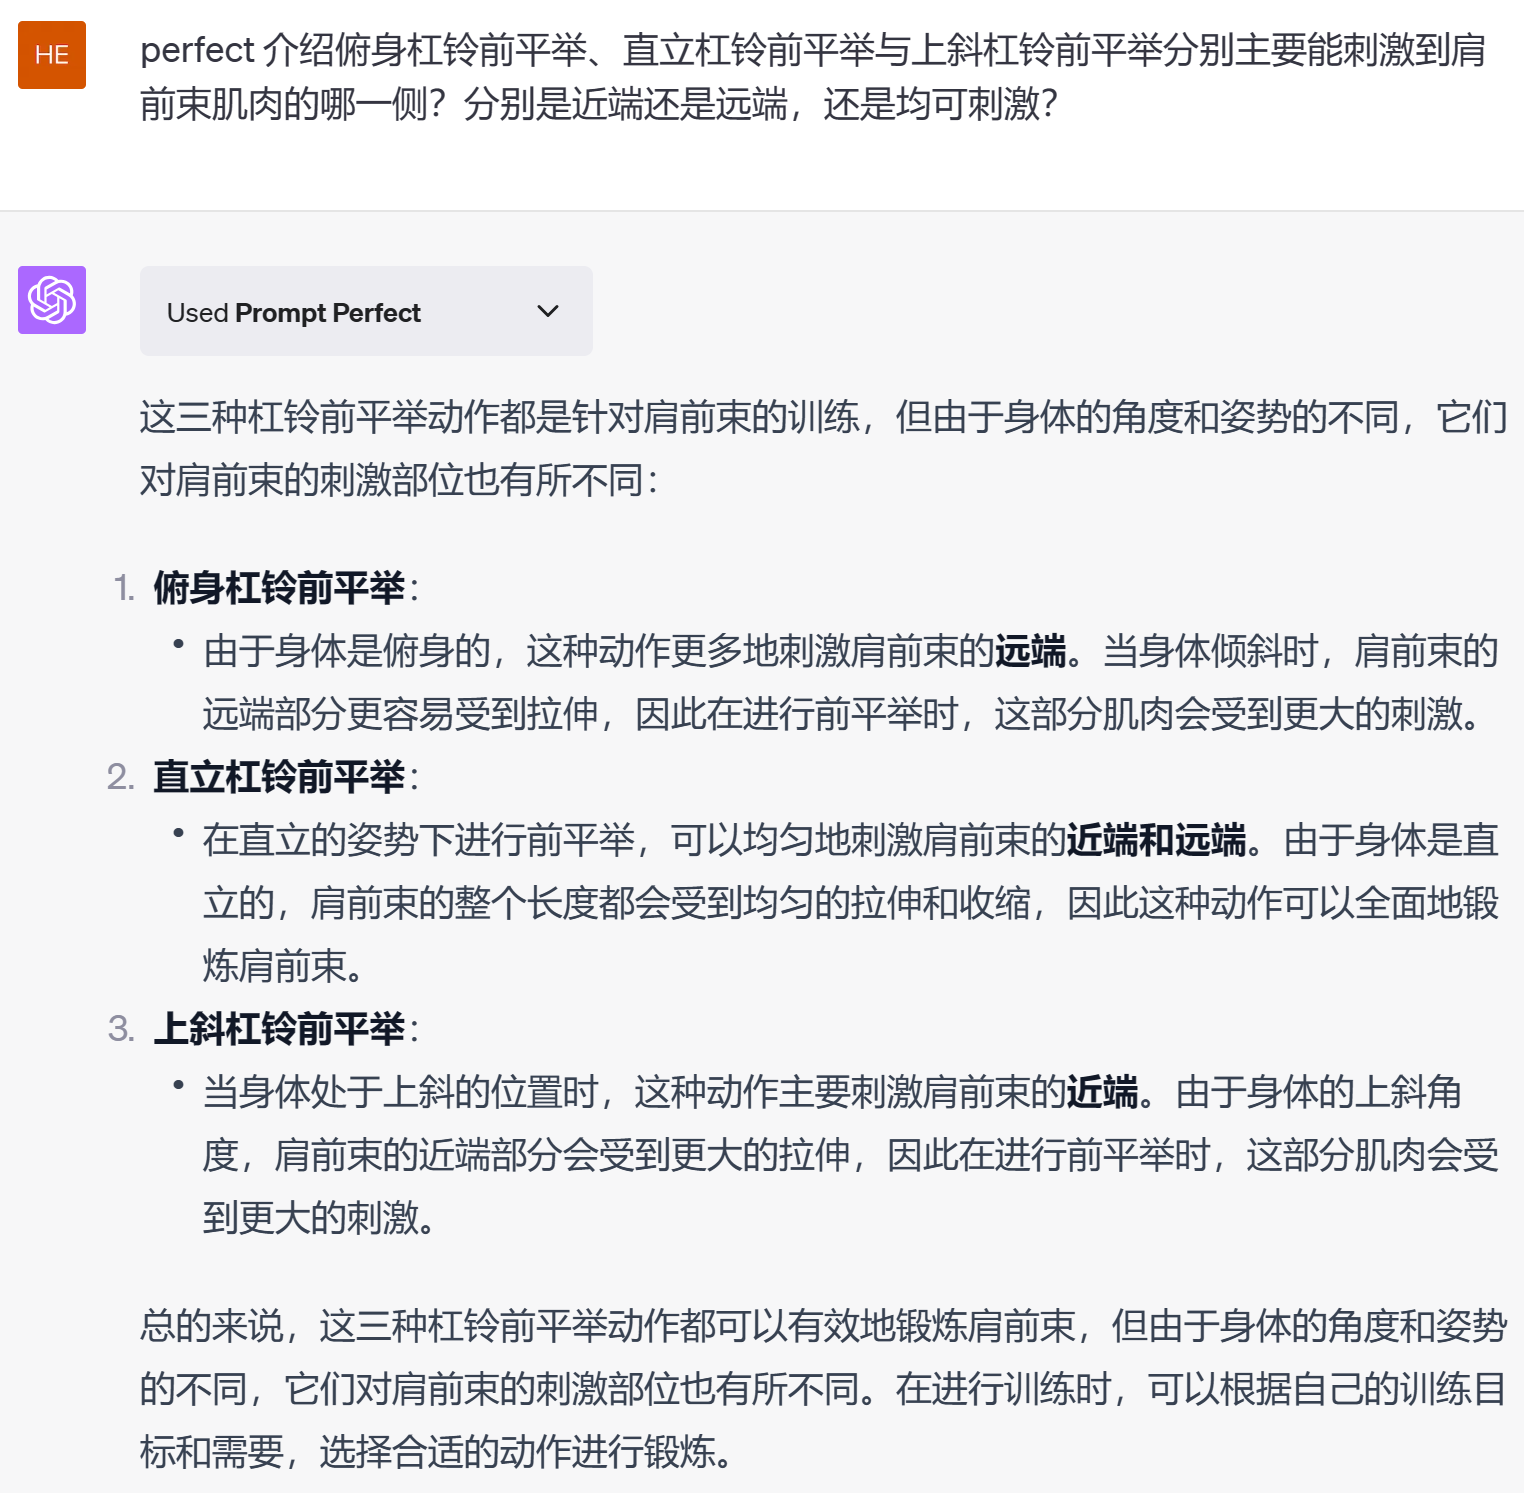 HE
perfect 介绍俯身杠铃前平举、直立杠铃前平举与上斜杠铃前平举分别主要能刺激到肩
前束肌肉的哪一侧？分别是近端还是远端，还是均可刺激？
Used Prompt Perfect
这三种杠铃前平举动作都是针对肩前束的训练，但由于身体的角度和姿势的不同，它们
对肩前束的刺激部位也有所不同：
1. 俯身杠铃前平举：
• 由于身体是俯身的，这种动作更多地刺激肩前束的远端。当身体倾斜时，肩前束的
远端部分更容易受到拉伸，因此在进行前平举时，这部分肌肉会受到更大的刺激。
2. 直立杠铃前平举：
• 在直立的姿势下进行前平举，可以均匀地刺激肩前束的近端和远端。由于身体是直
立的，肩前束的整个长度都会受到均匀的拉伸和收缩，因此这种动作可以全面地锻
炼肩前束。
3. 上斜杠铃前平举：
• 当身体处于上斜的位置时，这种动作主要刺激肩前束的近端。由于身体的上斜角
度，肩前束的近端部分会受到更大的拉伸，因此在进行前平举时，这部分肌肉会受
到更大的刺激。
总的来说，这三种杠铃前平举动作都可以有效地锻炼肩前束，但由于身体的角度和姿势
的不同，它们对肩前束的刺激部位也有所不同。在进行训练时，可以根据自己的训练目
标和需要，选择合适的动作进行锻炼。